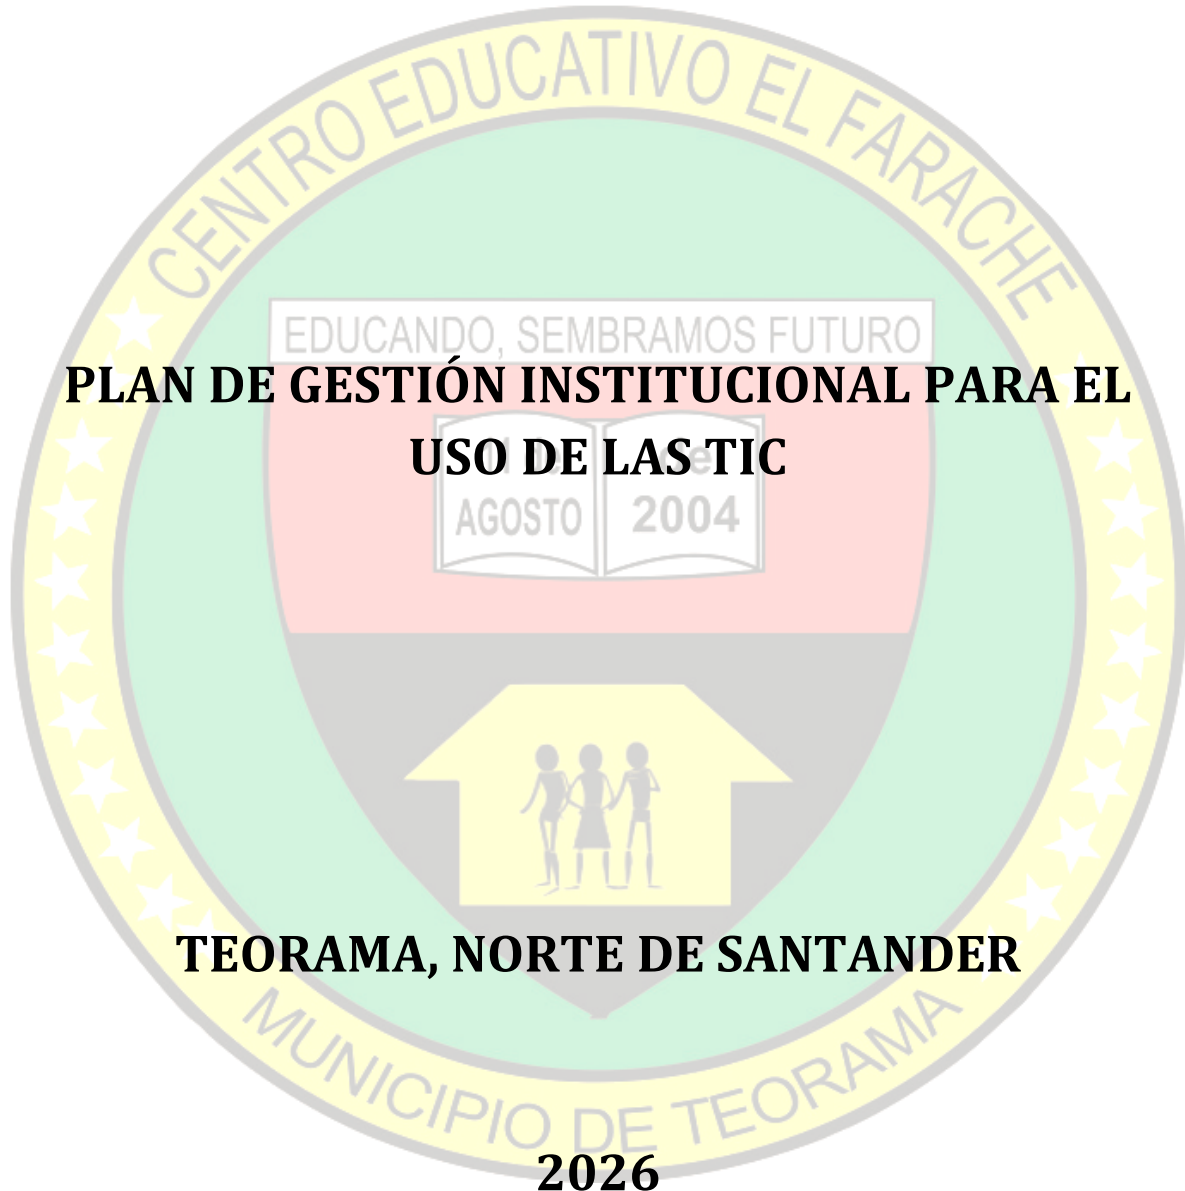 CENTRO EDUCATIVO EL FARACHE
EDUCANDO, SEMBRAMOS FUTURO
PLAN DE GESTIÓN INSTITUCIONAL PARA EL
USO DE LAS TIC
AGOSTO
2004
TEORAMA, NORTE DE SANTANDER
MUNICIPIO DE TEORAMA
2026